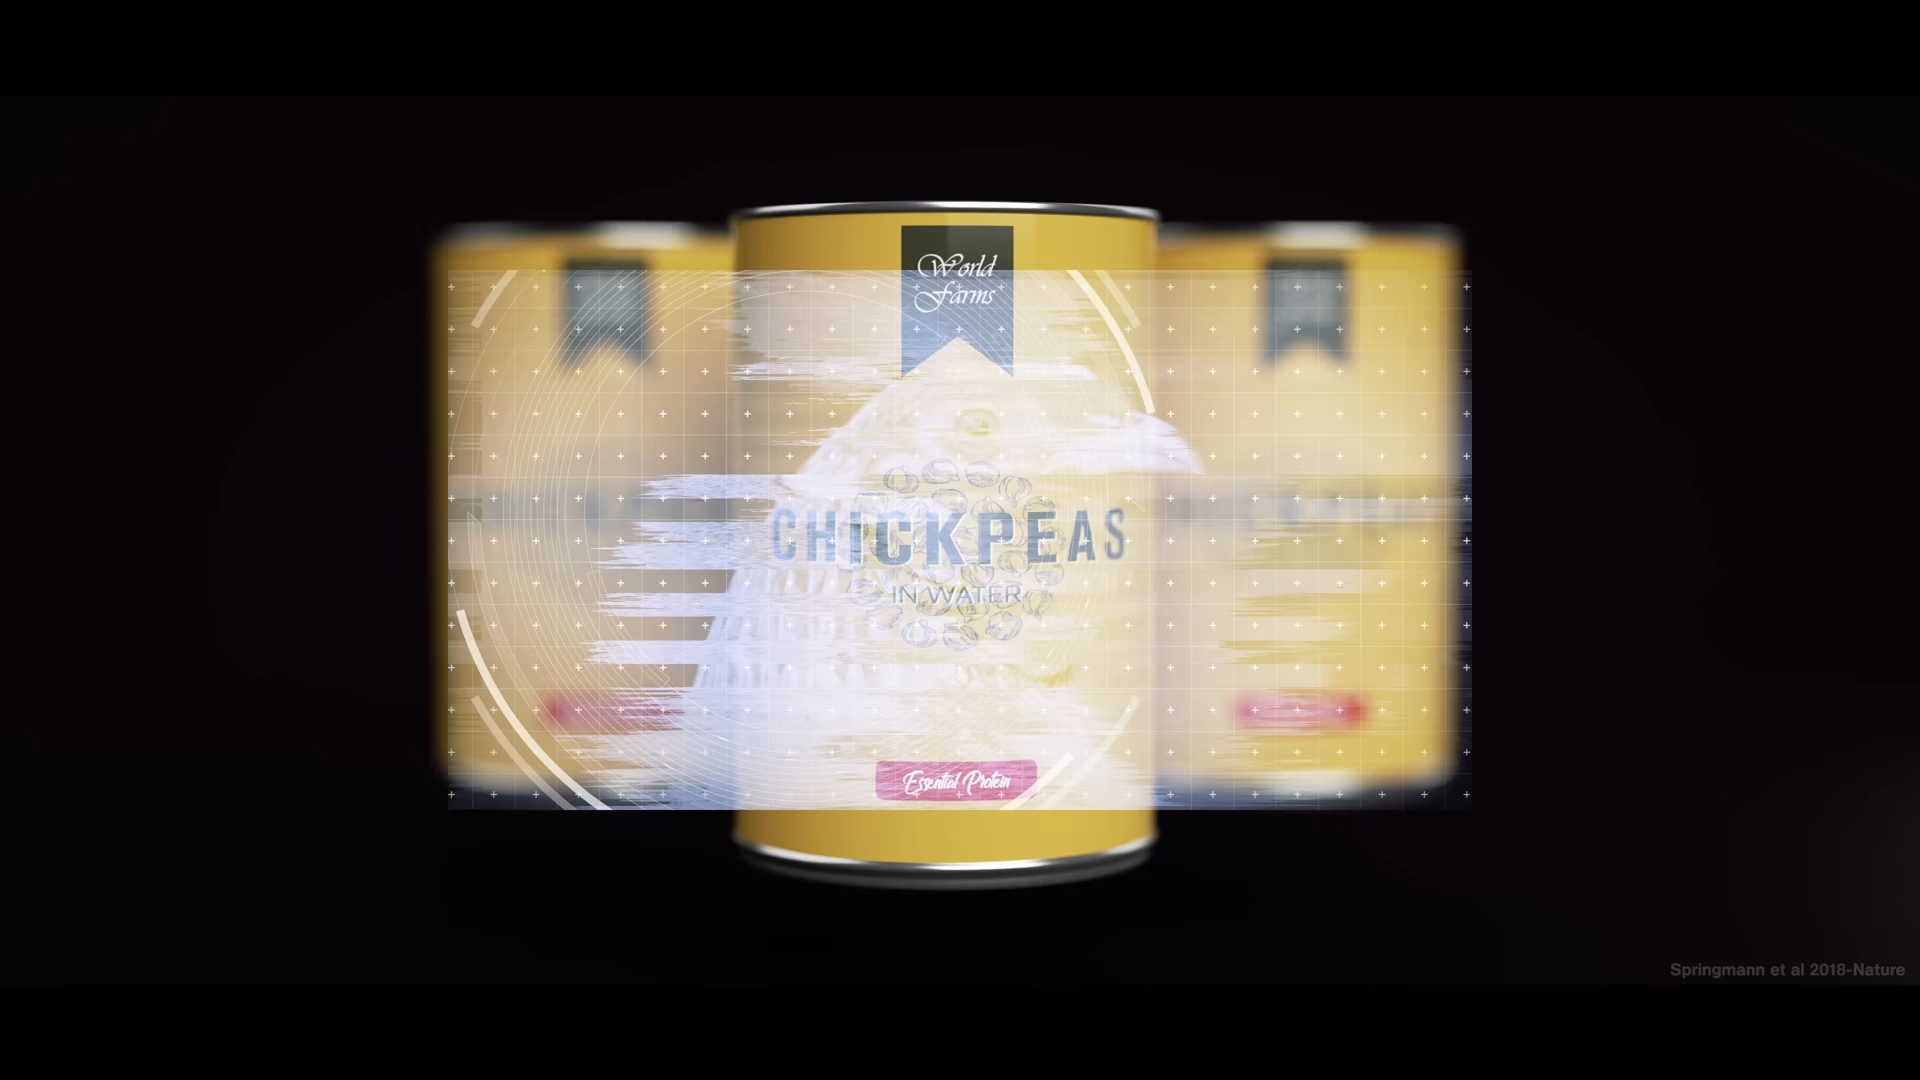 World
Farms
CHICKPEAS
IN WATER
Essential Protein
Springmann et al 2018-Nature